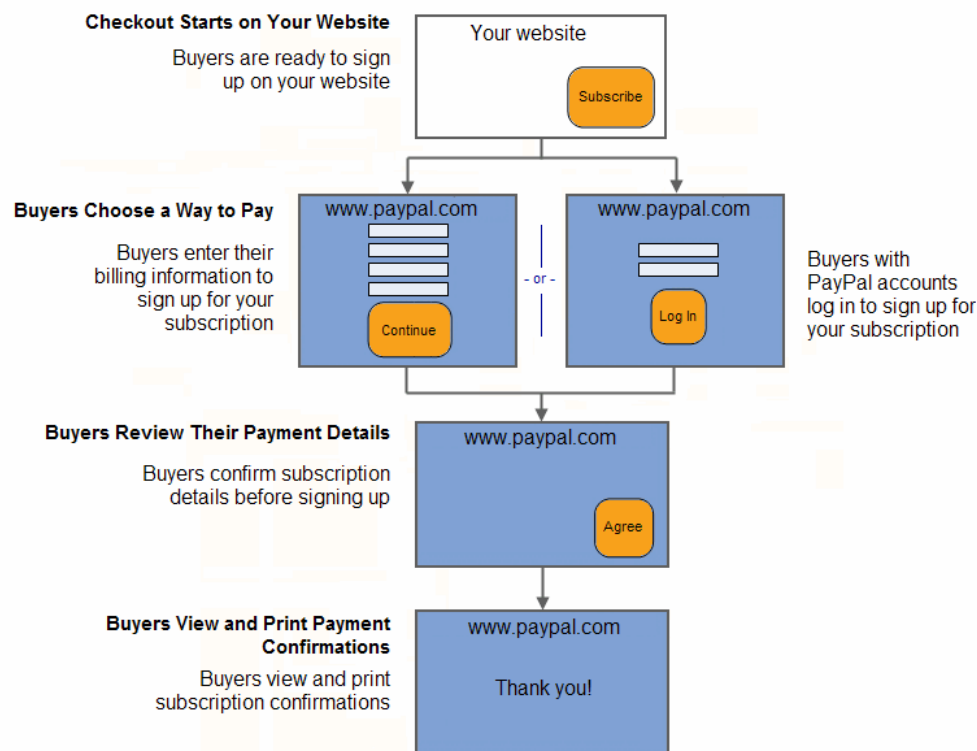 Checkout Starts on Your Website
Buyers are ready to sign
up on your website
Your website
Subscribe
Buyers Choose a Way to Pay
Buyers enter their
billing information to
sign up for your
subscription
www.paypal.com
Continue
- or -
www.paypal.com
Log In
Buyers with
PayPal accounts
log in to sign up for
your subscription
Buyers Review Their Payment Details
Buyers confirm subscription
details before signing up
www.paypal.com
Agree
Buyers View and Print Payment
Confirmations
Buyers view and print
subscription confirmations
www.paypal.com
Thank you!